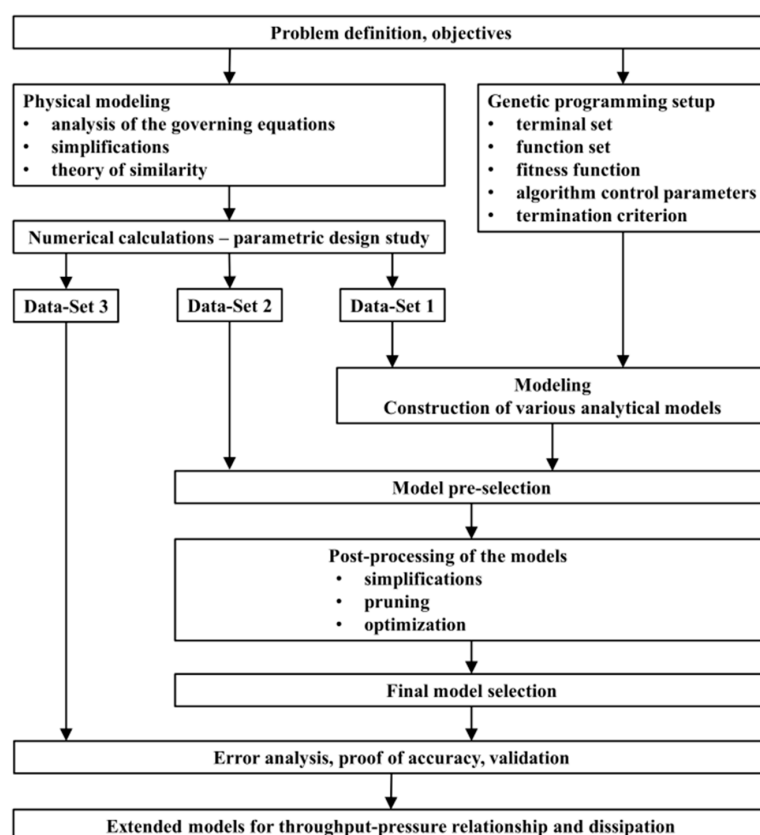 Problem definition, objectives
Physical modeling
• analysis of the governing equations
• simplifications
• theory of similarity
Genetic programming setup
• terminal set
• function set
• fitness function
• algorithm control parameters
• termination criterion
Numerical calculations – parametric design study
Data-Set 3
Data-Set 2
Data-Set 1
Modeling
Construction of various analytical models
Model pre-selection
Post-processing of the models
• simplifications
• pruning
• optimization
Final model selection
Error analysis, proof of accuracy, validation
Extended models for throughput-pressure relationship and dissipation